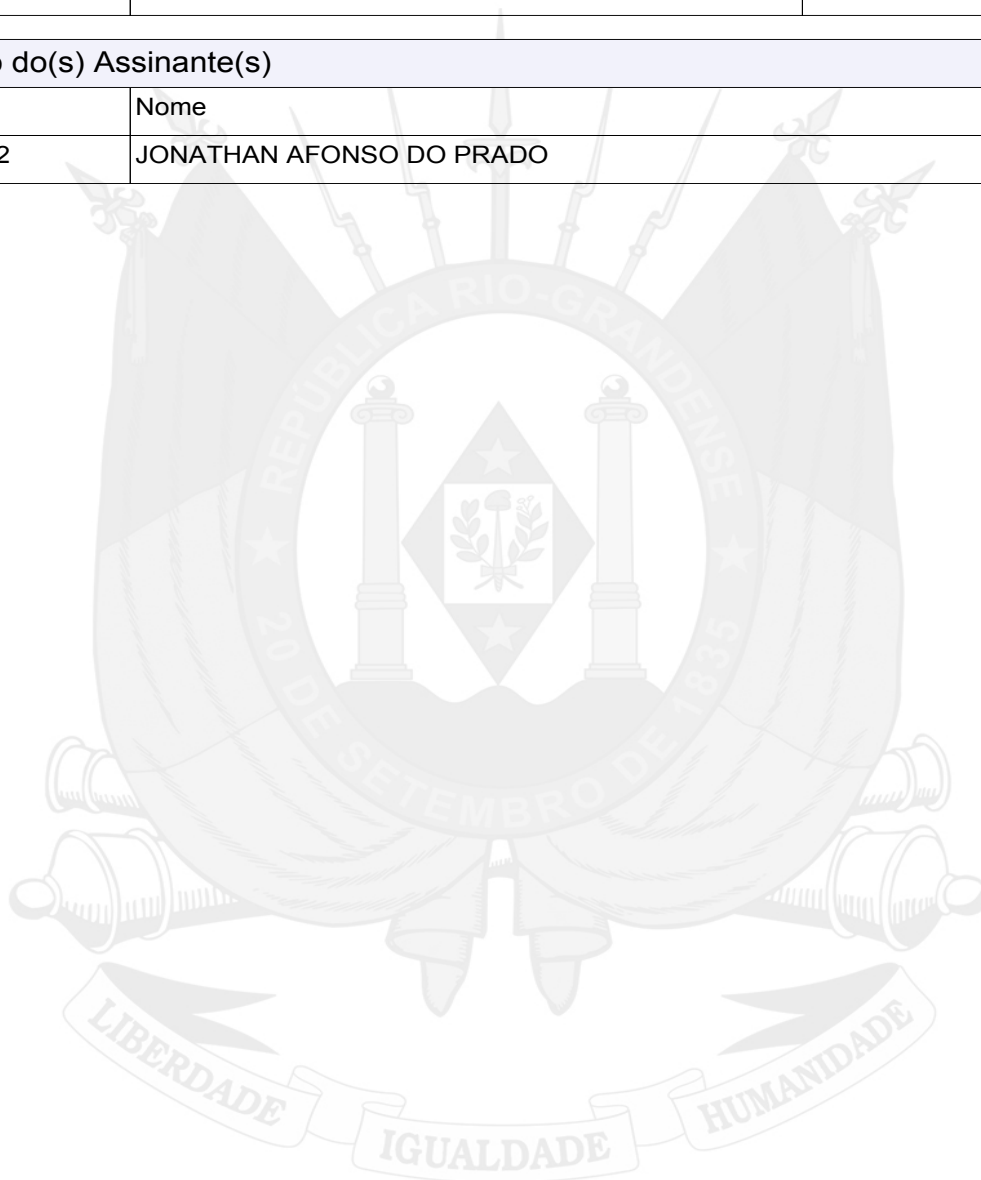 o do(s) Assinante(s)
Nome
2 JONATHAN AFONSO DO PRADO
REPÚBLICA RIO-GRANDENSE
★ 20 DE SETEMBRO DE 1835 ★
LIBERDADE IGUALDADE HUMANIDADE